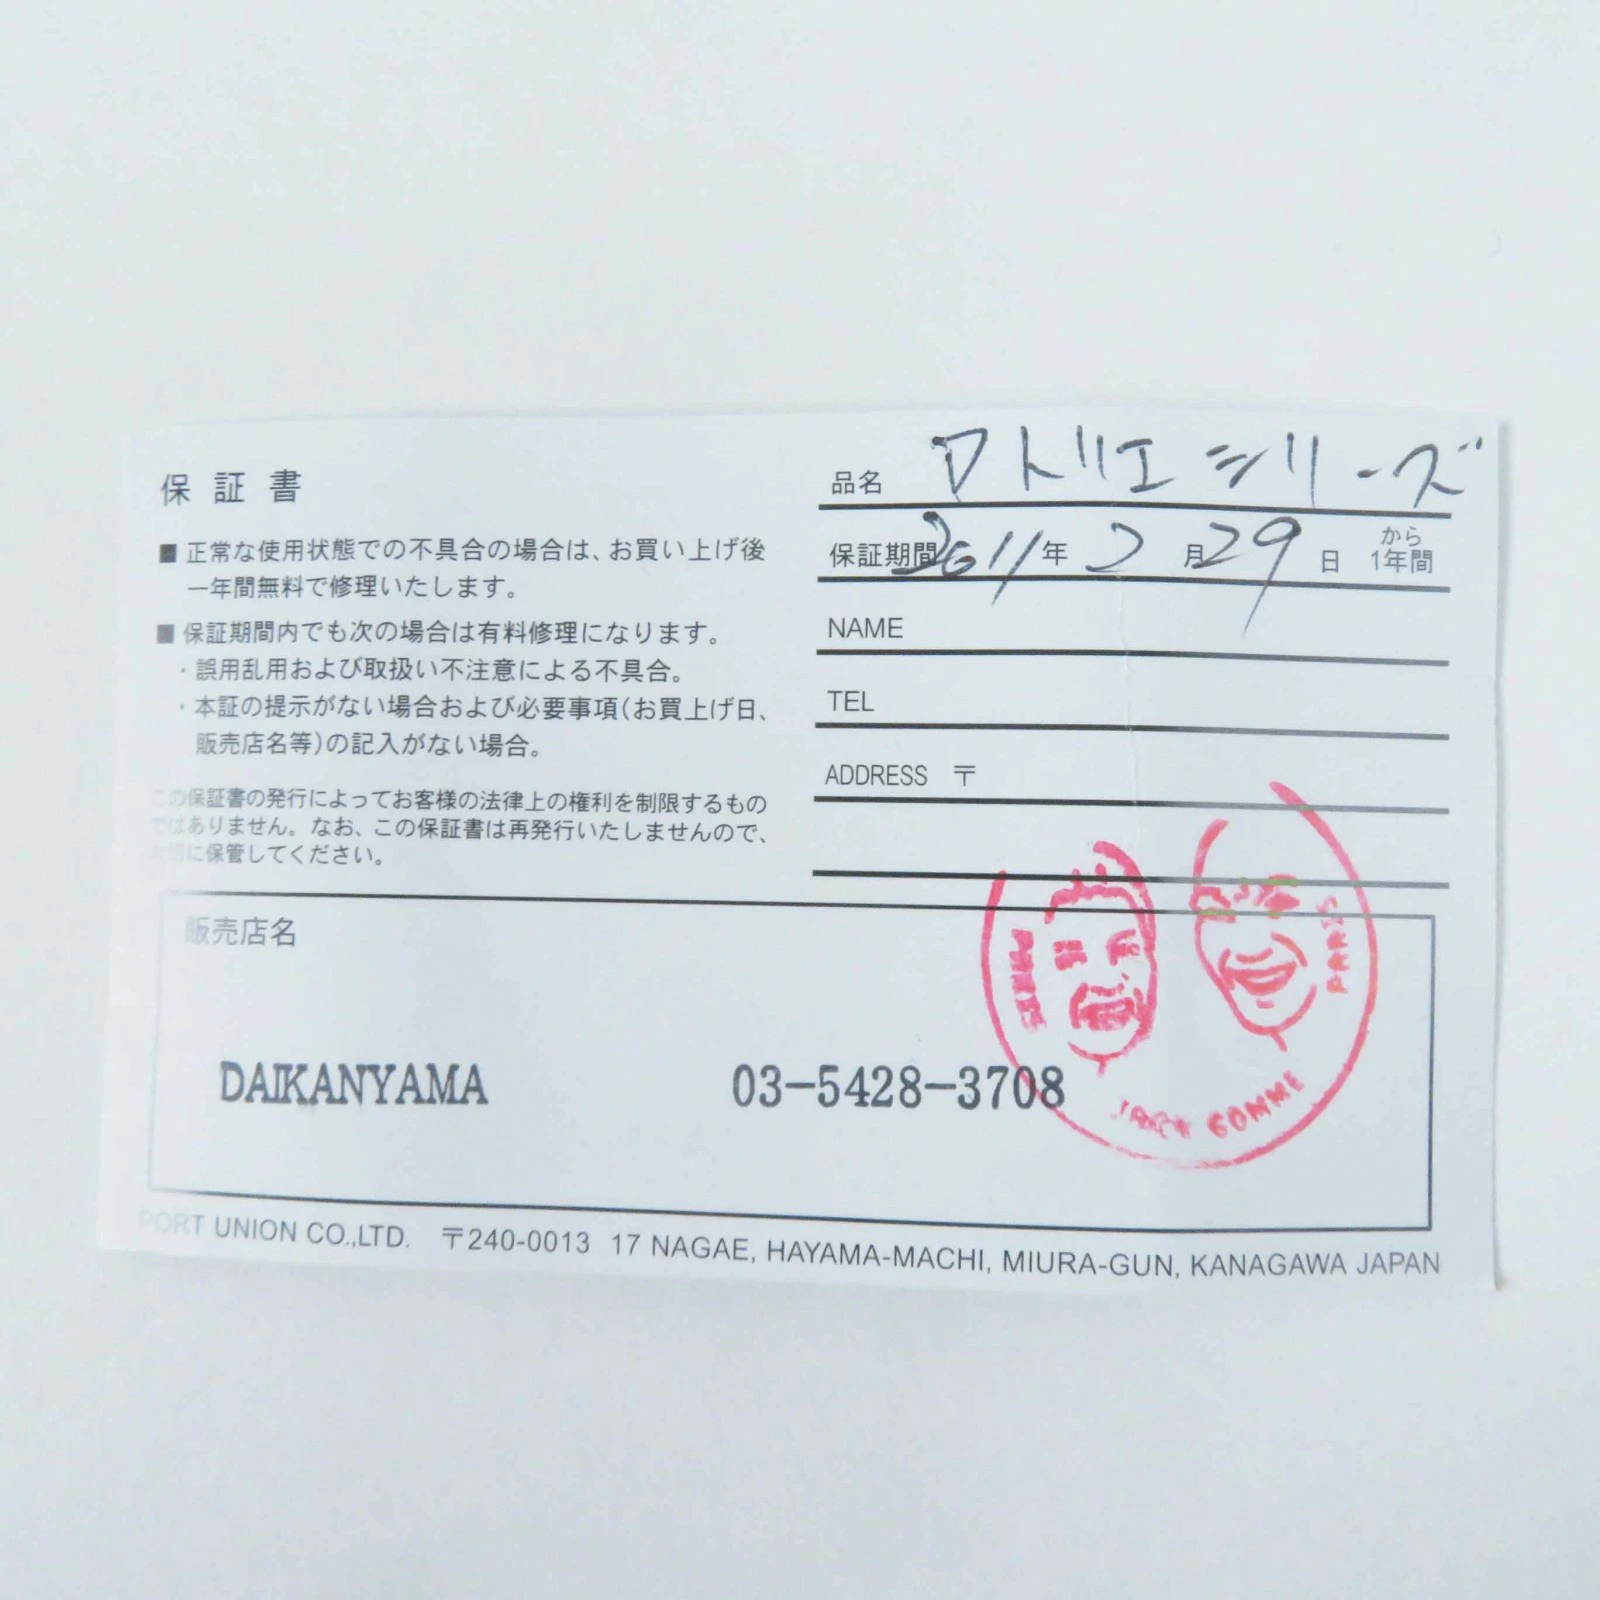 保証書
■ 正常な使用状態での不具合の場合は、お買い上げ後
一年間無料で修理いたします。
■ 保証期間内でも次の場合は有料修理になります。
・誤用乱用および取扱い不注意による不具合。
・本証の提示がない場合および必要事項(お買上げ日、
販売店名等)の記入がない場合。
この保証書の発行によってお客様の法律上の権利を制限するもの
ではありません。なお、この保証書は再発行いたしませんので、
大切に保管してください。
品名 アトリエシリーズ
保証期間 2011年 2月29日 から1年間
NAME
TEL
ADDRESS 〒
販売店名
DAIKANYAMA 03-5428-3708
PARIS
GOMME
PORT UNION CO.,LTD. 〒240-0013 17 NAGAE, HAYAMA-MACHI, MIURA-GUN, KANAGAWA JAPAN